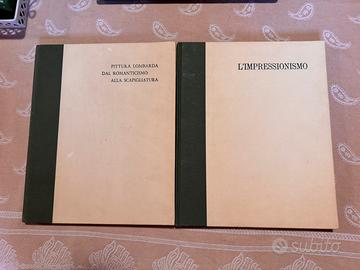 PITTURA LOMBARDA
DAL ROMANTICISMO
ALLA SCAPIGLIATURA
L'IMPRESSIONISMO
subito